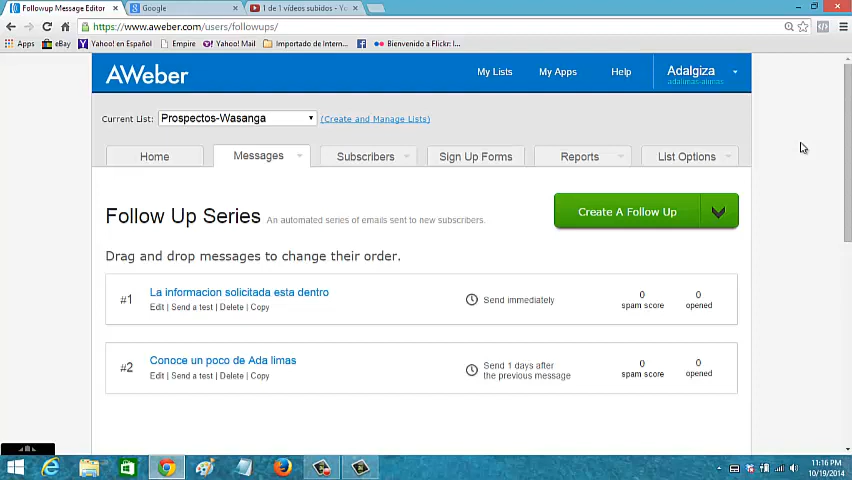 Followup Message Editor
Google
1 de 1 vídeos subidos - Yo
https://www.aweber.com/users/followups/
Apps
eBay
Yahoo! en Español
Empire
Yahoo! Mail
Importado de Intern...
Bienvenido a Flickr: l...
AWeber
My Lists
My Apps
Help
Adalgiza
Current List:
Prospectos-Wasanga
(Create and Manage Lists)
Home
Messages
Subscribers
Sign Up Forms
Reports
List Options
Follow Up Series
An automated series of emails sent to new subscribers.
Create A Follow Up
Drag and drop messages to change their order.
#1
La informacion solicitada esta dentro
Edit | Send a test | Delete | Copy
Send immediately
0
spam score
0
opened
#2
Conoce un poco de Ada limas
Edit | Send a test | Delete | Copy
Send 1 days after
the previous message
0
spam score
0
opened
11:16 PM
10/19/2014